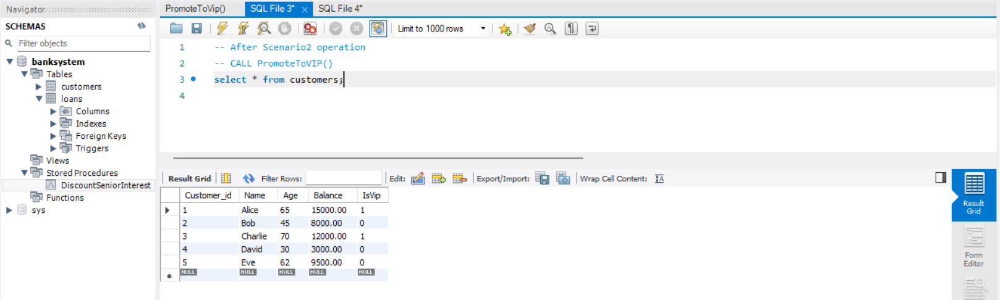 Navigator
SCHEMAS
Filter objects
banksystem
Tables
customers
loans
Columns
Indexes
Foreign Keys
Triggers
Views
Stored Procedures
DiscountSeniorInterest
Functions
sys
PromoteToVip() SQL File 3* × SQL File 4*
Limit to 1000 rows
1 -- After Scenario2 operation
2 -- CALL PromoteToVIP()
3 select * from customers;
4
Result Grid Filter Rows: Edit: Export/Import: Wrap Cell Content:
Customer_id Name Age Balance IsVip
1 Alice 65 15000.00 1
2 Bob 45 8000.00 0
3 Charlie 70 12000.00 1
4 David 30 3000.00 0
5 Eve 62 9500.00 0
NULL NULL NULL NULL NULL
Result
Grid
Form
Editor